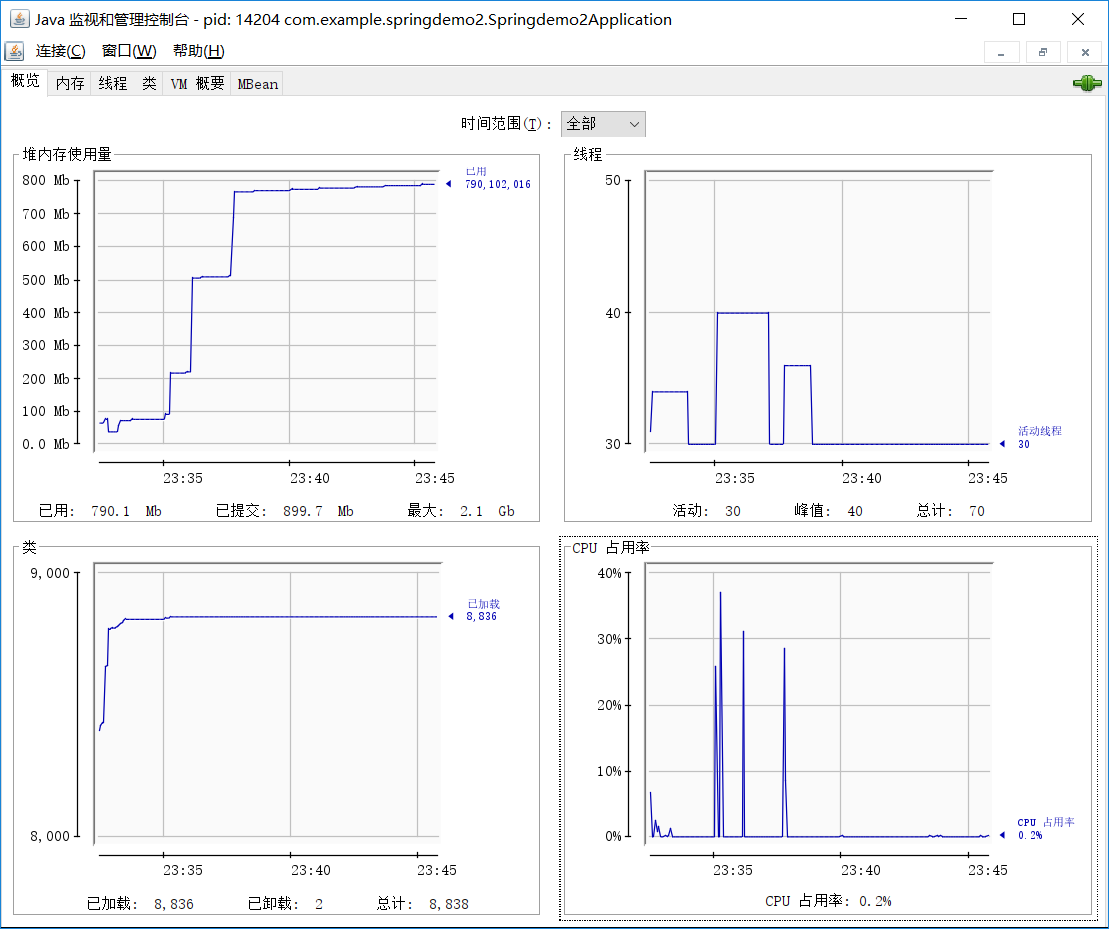 Java 监视和管理控制台 - pid: 14204 com.example.springdemo2.Springdemo2Application
连接(C) 窗口(W) 帮助(H)
概览 内存 线程 类 VM 概要 MBean
时间范围(T): 全部
堆内存使用量
800 Mb
700 Mb
600 Mb
500 Mb
400 Mb
300 Mb
200 Mb
100 Mb
0.0 Mb
已用
790,102,016
23:35 23:40 23:45
已用: 790.1 Mb 已提交: 899.7 Mb 最大: 2.1 Gb
线程
50
40
30
活动线程
30
23:35 23:40 23:45
活动: 30 峰值: 40 总计: 70
类
9,000
8,000
已加载
8,836
23:35 23:40 23:45
已加载: 8,836 已卸载: 2 总计: 8,838
CPU 占用率
40%
30%
20%
10%
0%
CPU 占用率
0.2%
23:35 23:40 23:45
CPU 占用率: 0.2%